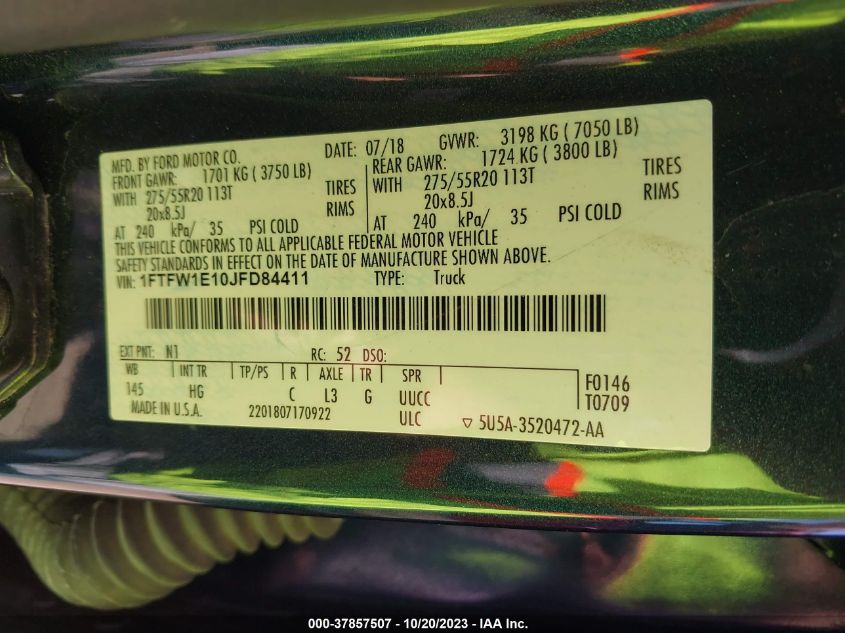 MFD. BY FORD MOTOR CO. DATE: 07/18 GVWR: 3198 KG ( 7050 LB)
FRONT GAWR: 1701 KG ( 3750 LB) REAR GAWR: 1724 KG ( 3800 LB)
WITH 275/55R20 113T TIRES WITH 275/55R20 113T TIRES
20x8.5J RIMS 20x8.5J RIMS
AT 240 kPa/ 35 PSI COLD AT 240 kPa/ 35 PSI COLD
THIS VEHICLE CONFORMS TO ALL APPLICABLE FEDERAL MOTOR VEHICLE
SAFETY STANDARDS IN EFFECT ON THE DATE OF MANUFACTURE SHOWN ABOVE.
VIN: 1FTFW1E10JFD84411 TYPE: Truck
EXT PNT: N1 RC: 52 DSO:
WB INT TR TP/PS R AXLE TR SPR F0146
145 HG C L3 G UUCC T0709
MADE IN U.S.A. 2201807170922 ULC ▽ 5U5A-3520472-AA
000-37857507 - 10/20/2023 - IAA Inc.